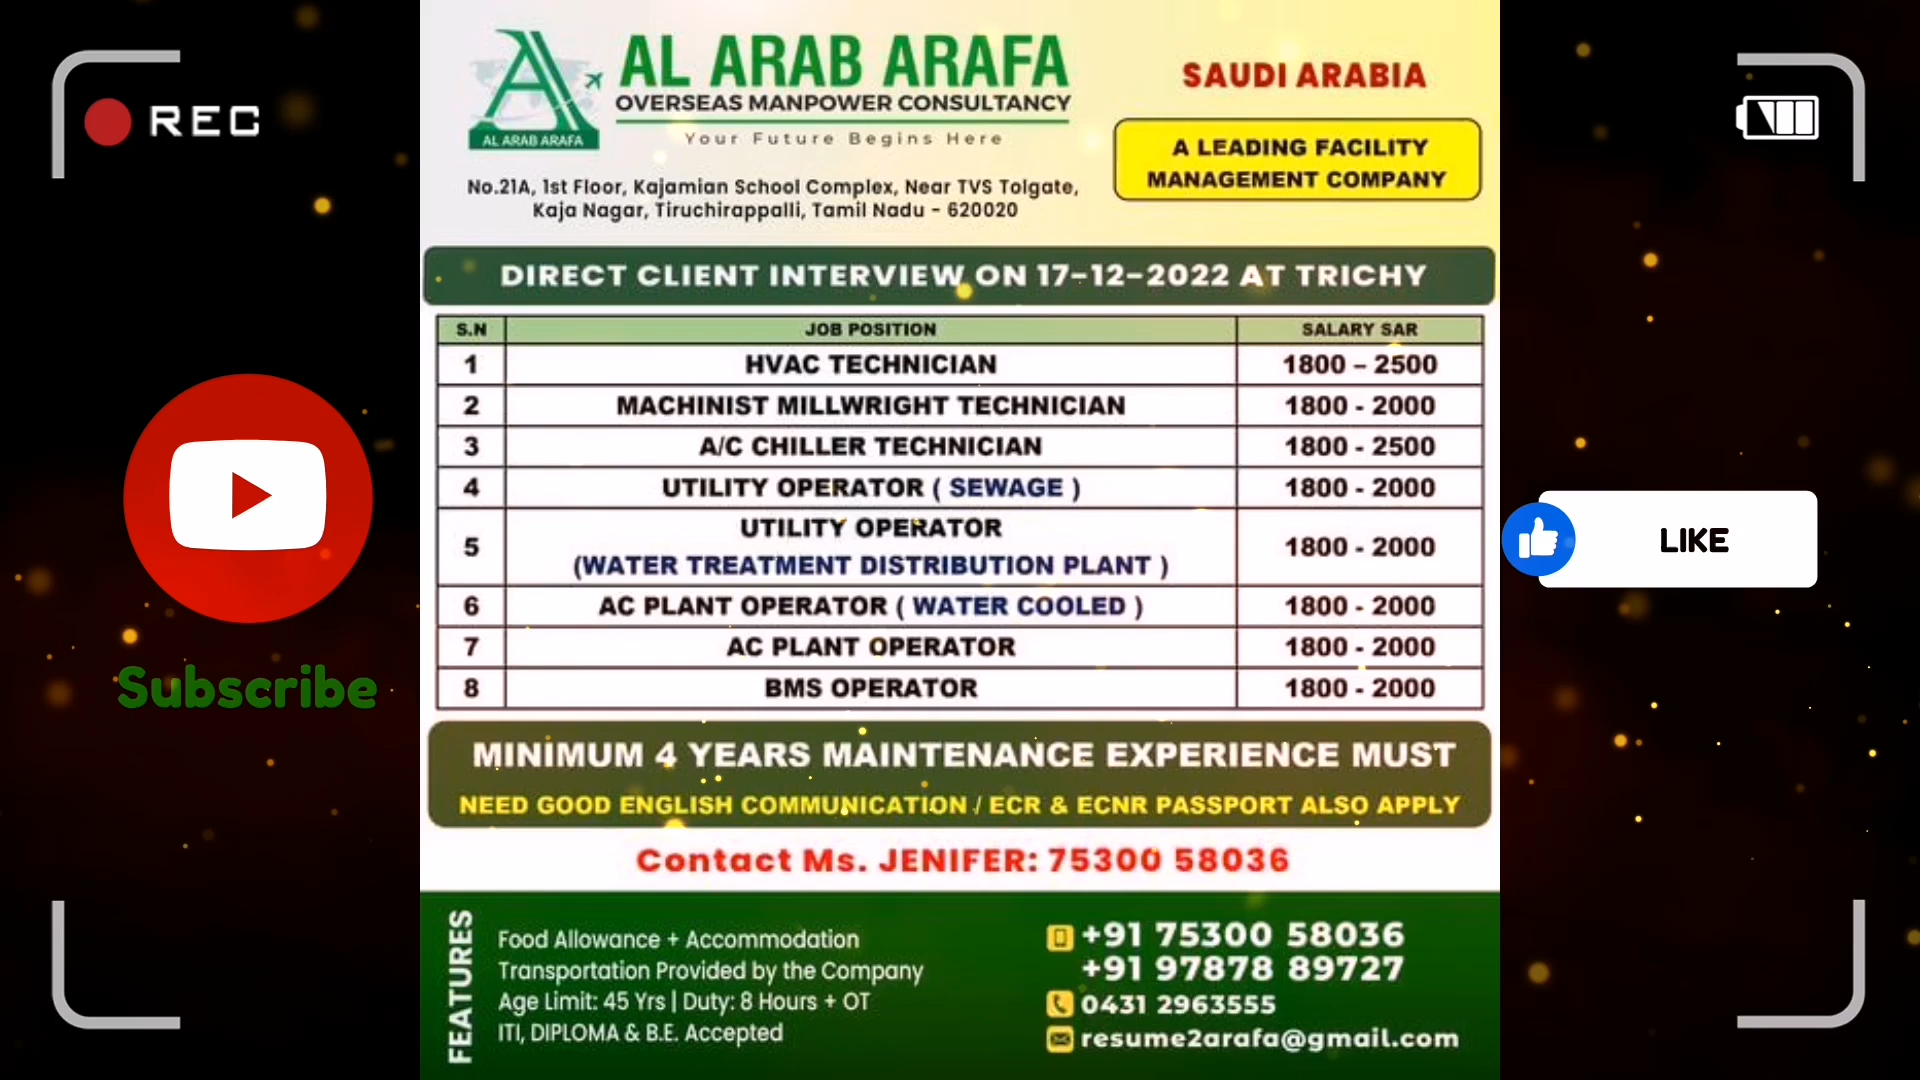 REC
AL ARAB ARAFA
AL ARAB ARAFA
OVERSEAS MANPOWER CONSULTANCY
Your Future Begins Here
No.21A, 1st Floor, Kajamian School Complex, Near TVS Tolgate,
Kaja Nagar, Tiruchirappalli, Tamil Nadu - 620020
SAUDI ARABIA
A LEADING FACILITY
MANAGEMENT COMPANY
DIRECT CLIENT INTERVIEW ON 17-12-2022 AT TRICHY
S.N JOB POSITION SALARY SAR
1 HVAC TECHNICIAN 1800 – 2500
2 MACHINIST MILLWRIGHT TECHNICIAN 1800 - 2000
3 A/C CHILLER TECHNICIAN 1800 - 2500
4 UTILITY OPERATOR ( SEWAGE ) 1800 - 2000
5 UTILITY OPERATOR
(WATER TREATMENT DISTRIBUTION PLANT ) 1800 - 2000
6 AC PLANT OPERATOR ( WATER COOLED ) 1800 - 2000
7 AC PLANT OPERATOR 1800 - 2000
8 BMS OPERATOR 1800 - 2000
MINIMUM 4 YEARS MAINTENANCE EXPERIENCE MUST
NEED GOOD ENGLISH COMMUNICATION / ECR & ECNR PASSPORT ALSO APPLY
Contact Ms. JENIFER: 75300 58036
FEATURES
Food Allowance + Accommodation
Transportation Provided by the Company
Age Limit: 45 Yrs | Duty: 8 Hours + OT
ITI, DIPLOMA & B.E. Accepted
+91 75300 58036
+91 97878 89727
0431 2963555
resume2arafa@gmail.com
Subscribe
LIKE